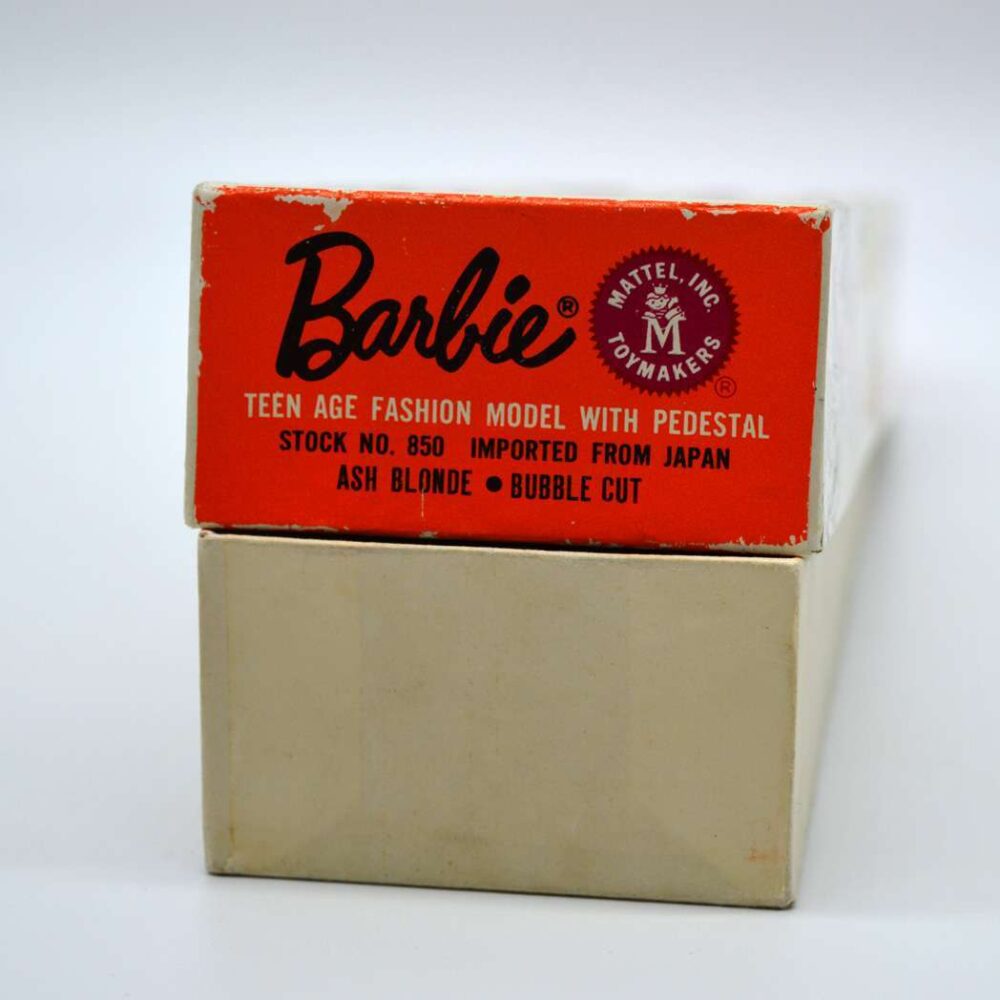 Barbie®
MATTEL, INC.
M
TOYMAKERS
®
TEEN AGE FASHION MODEL WITH PEDESTAL
STOCK NO. 850 IMPORTED FROM JAPAN
ASH BLONDE • BUBBLE CUT